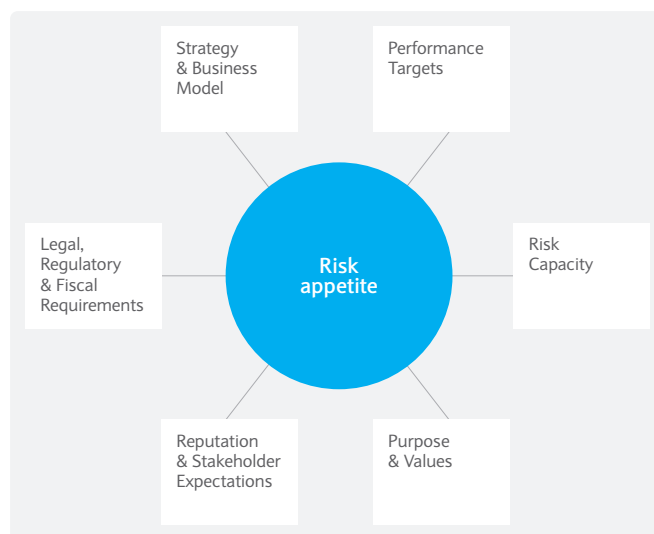 Strategy
& Business
Model
Performance
Targets
Legal,
Regulatory
& Fiscal
Requirements
Risk
appetite
Risk
Capacity
Reputation
& Stakeholder
Expectations
Purpose
& Values